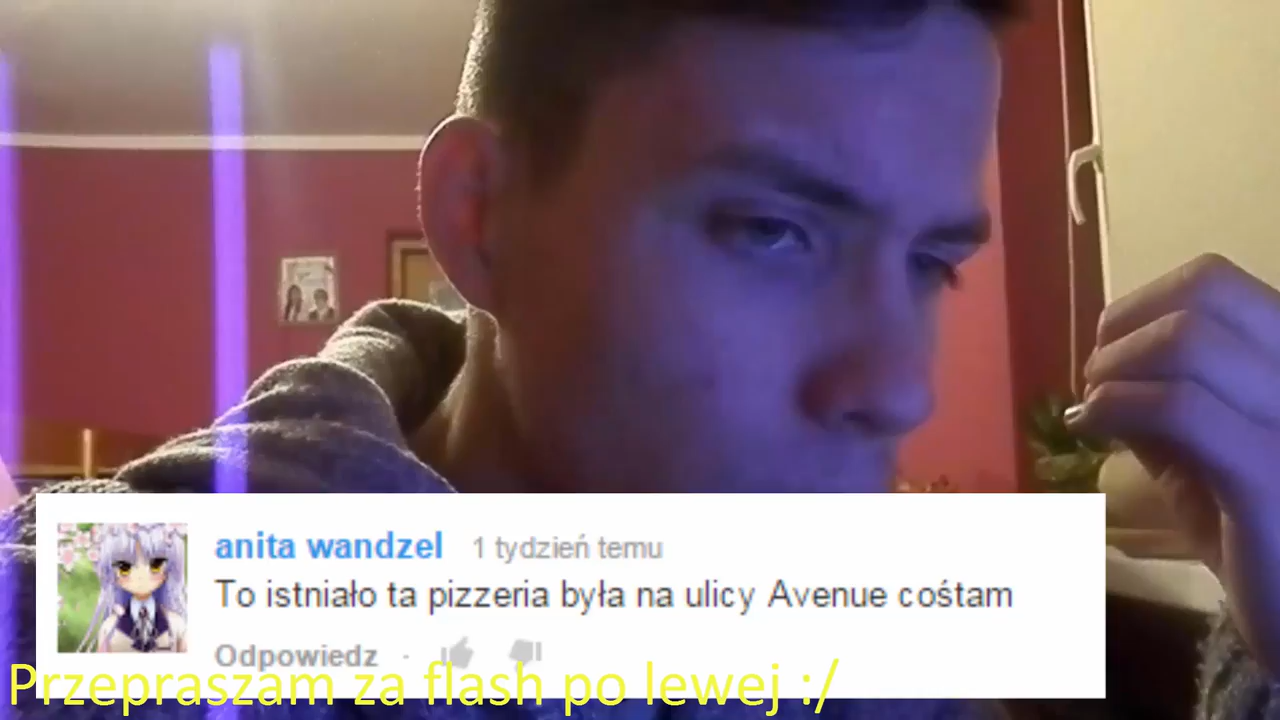 anita wandzel 1 tydzień temu
To istniało ta pizzeria była na ulicy Avenue cośtam
Odpowiedz ·
Przepraszam za flash po lewej :/